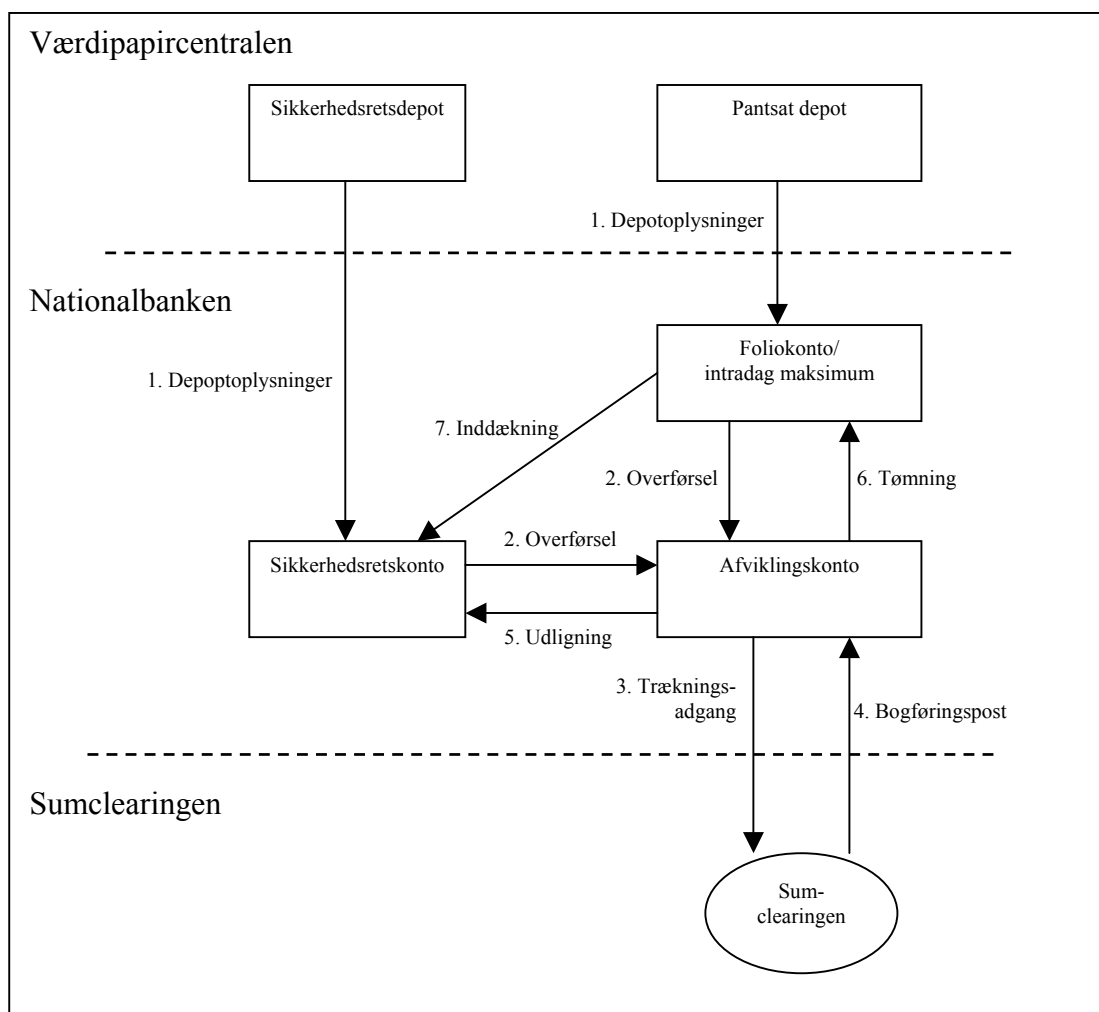 Værdipapircentralen
Sikkerhedsretsdepot
Pantsat depot
1. Depotoplysninger
Nationalbanken
Foliokonto/
intradag maksimum
1. Depoptoplysninger
7. Inddækning
2. Overførsel
6. Tømning
2. Overførsel
Sikkerhedsretskonto
Afviklingskonto
5. Udligning
3. Træknings-
adgang
4. Bogføringspost
Sumclearingen
Sum-
clearingen